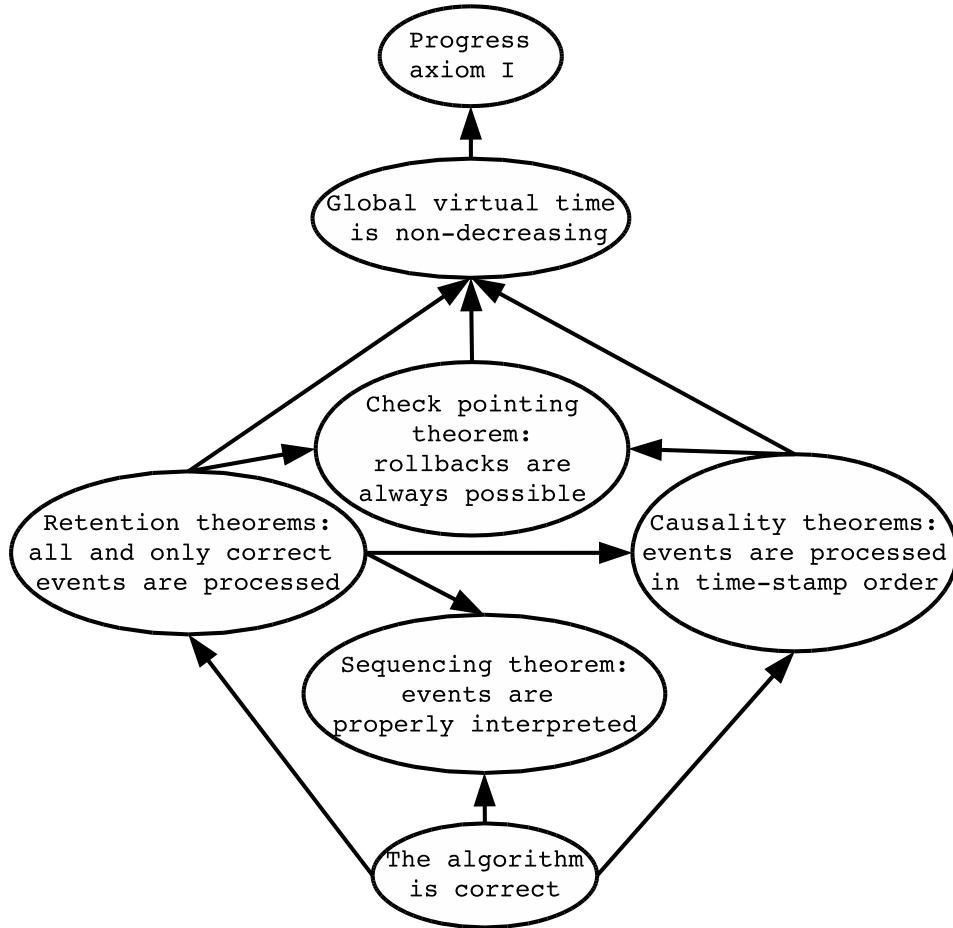 Progress
axiom I
Global virtual time
is non-decreasing
Check pointing
theorem:
rollbacks are
always possible
Retention theorems:
all and only correct
events are processed
Causality theorems:
events are processed
in time-stamp order
Sequencing theorem:
events are
properly interpreted
The algorithm
is correct